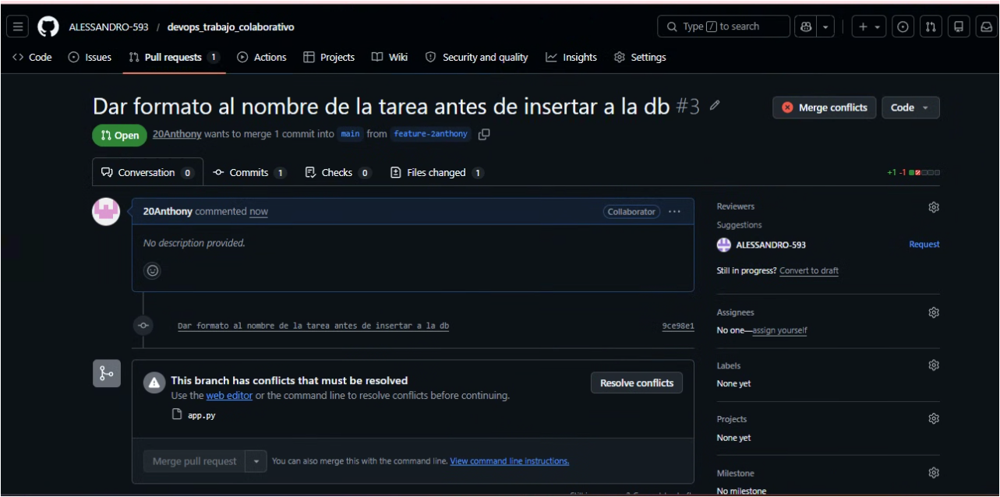 ALESSANDRO-593 / devops_trabajo_colaborativo
Type / to search
Code Issues Pull requests 1 Actions Projects Wiki Security and quality Insights Settings
Dar formato al nombre de la tarea antes de insertar a la db #3
Merge conflicts Code
Open 20Anthony wants to merge 1 commit into main from feature-2anthony
Conversation 0 Commits 1 Checks 0 Files changed 1
+1 -1
20Anthony commented now Collaborator ...
No description provided.
Dar formato al nombre de la tarea antes de insertar a la db 9ce98e1
This branch has conflicts that must be resolved
Use the web editor or the command line to resolve conflicts before continuing.
app.py
Resolve conflicts
Merge pull request You can also merge this with the command line. View command line instructions.
Reviewers
Suggestions
ALESSANDRO-593 Request
Still in progress? Convert to draft
Assignees
No one—assign yourself
Labels
None yet
Projects
None yet
Milestone
No milestone